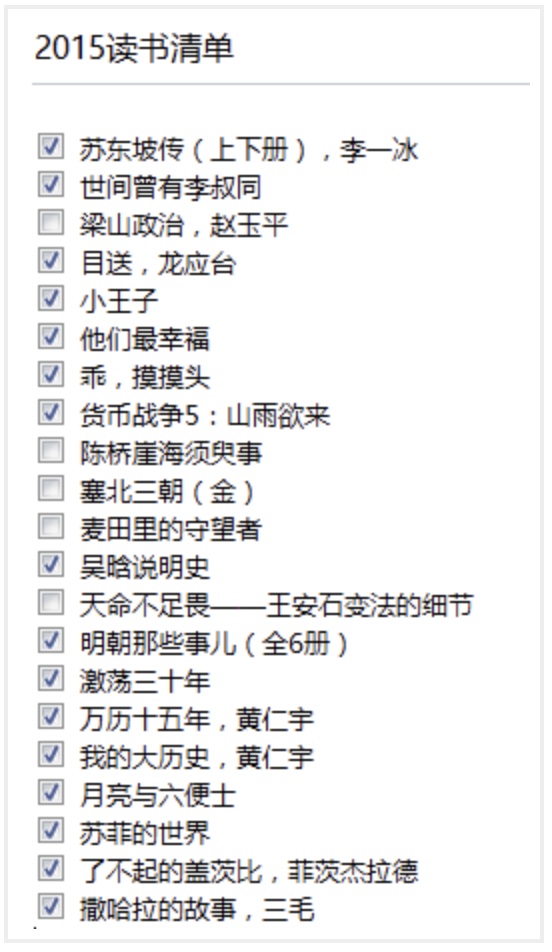 2015读书清单
苏东坡传（上下册），李一冰
世间曾有李叔同
梁山政治，赵玉平
目送，龙应台
小王子
他们最幸福
乖，摸摸头
货币战争5：山雨欲来
陈桥崖海须臾事
塞北三朝（金）
麦田里的守望者
吴晗说明史
天命不足畏——王安石变法的细节
明朝那些事儿（全6册）
激荡三十年
万历十五年，黄仁宇
我的大历史，黄仁宇
月亮与六便士
苏菲的世界
了不起的盖茨比，菲茨杰拉德
撒哈拉的故事，三毛